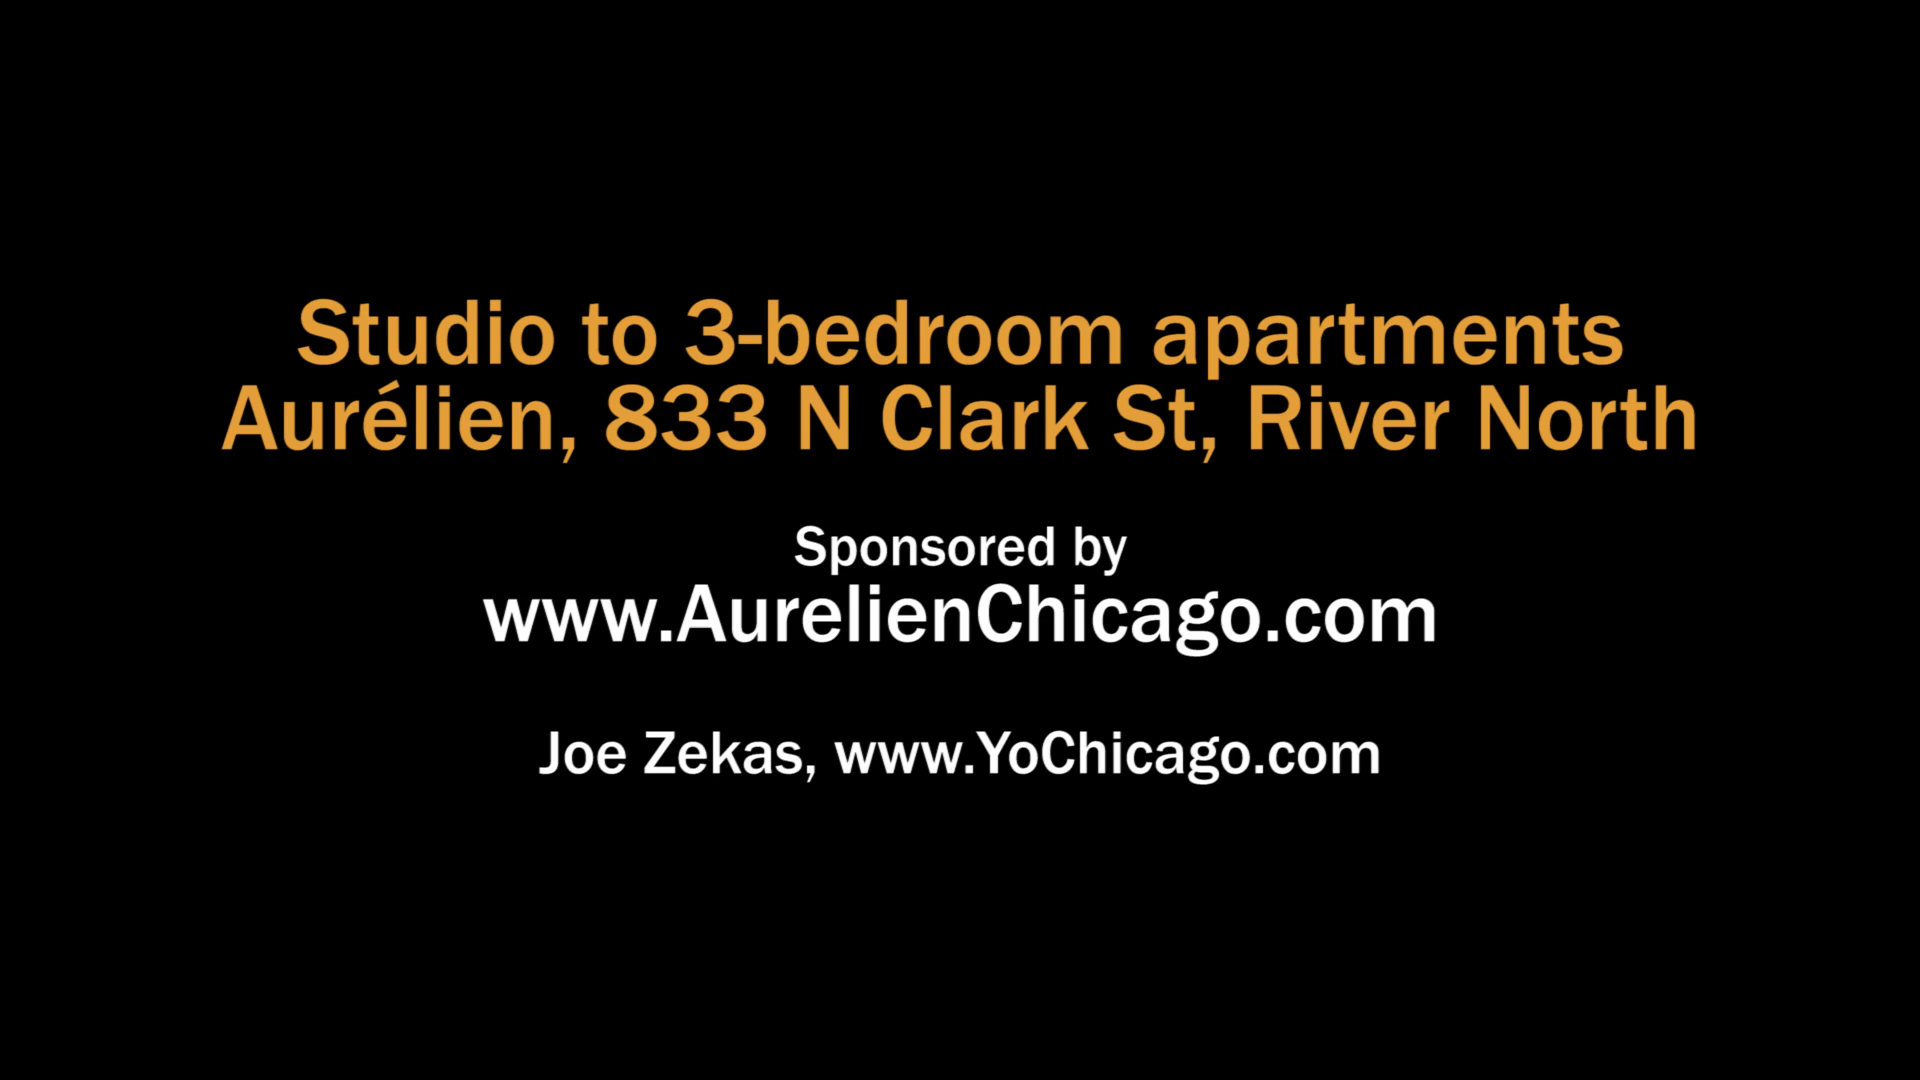 Studio to 3-bedroom apartments
Aurélien, 833 N Clark St, River North
Sponsored by
www.AurelienChicago.com
Joe Zekas, www.YoChicago.com